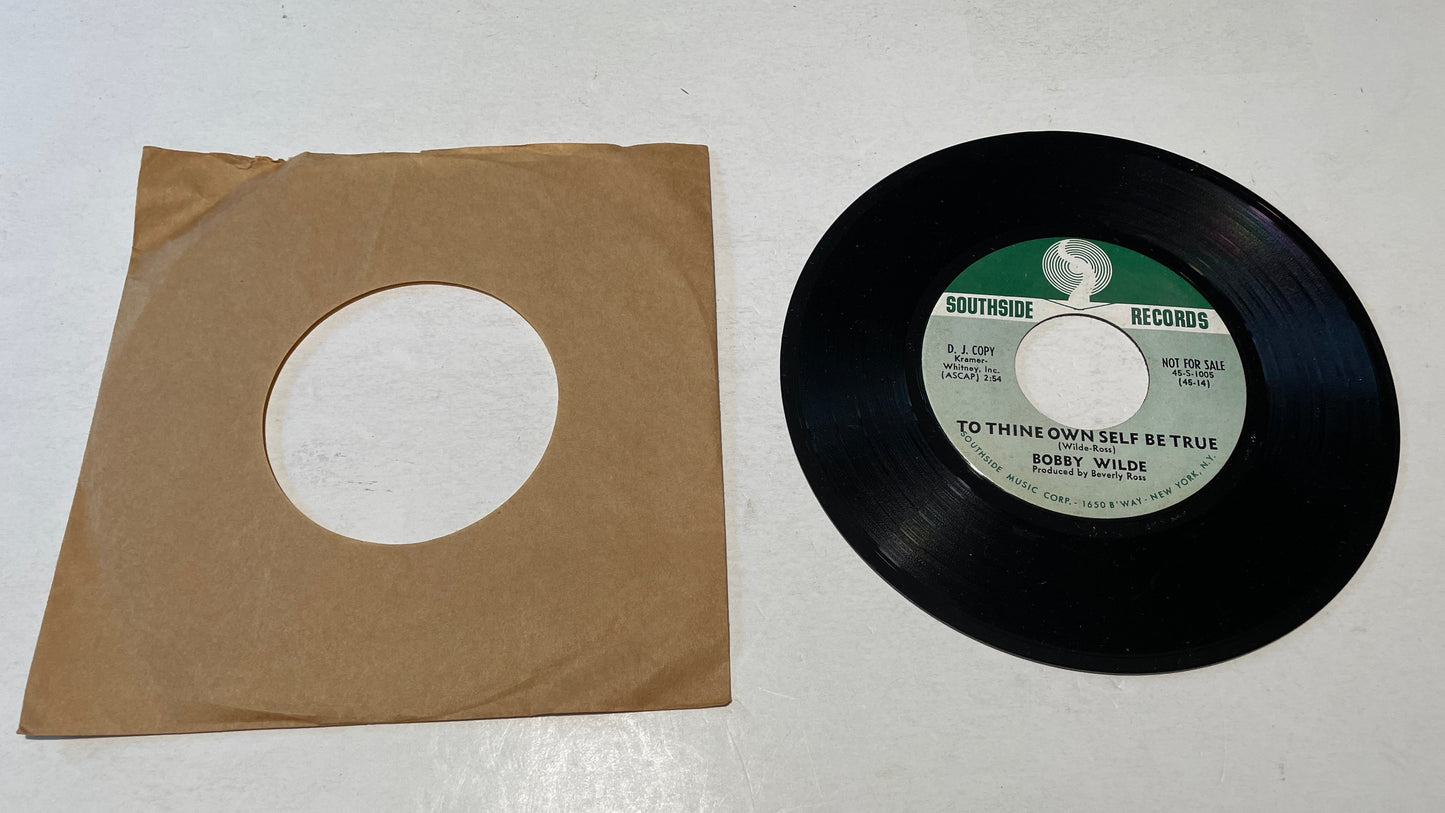 SOUTHSIDE RECORDS
D. J. COPY
Kramer-
Whitney, Inc.
(ASCAP) 2:54
NOT FOR SALE
45-S-1005
(45-14)
TO THINE OWN SELF BE TRUE
(Wilde-Ross)
BOBBY WILDE
Produced by Beverly Ross
SOUTHSIDE MUSIC CORP. - 1650 B'WAY - NEW YORK, N.Y.